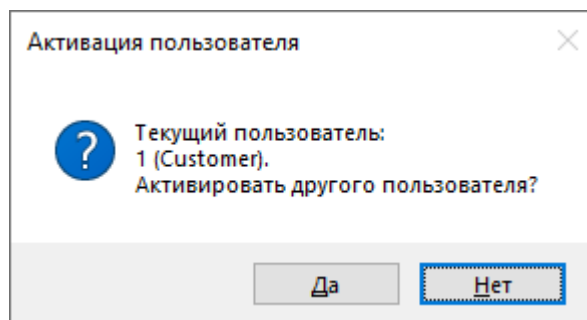 Активация пользователя
Текущий пользователь:
1 (Customer).
Активировать другого пользователя?
Да
Нет